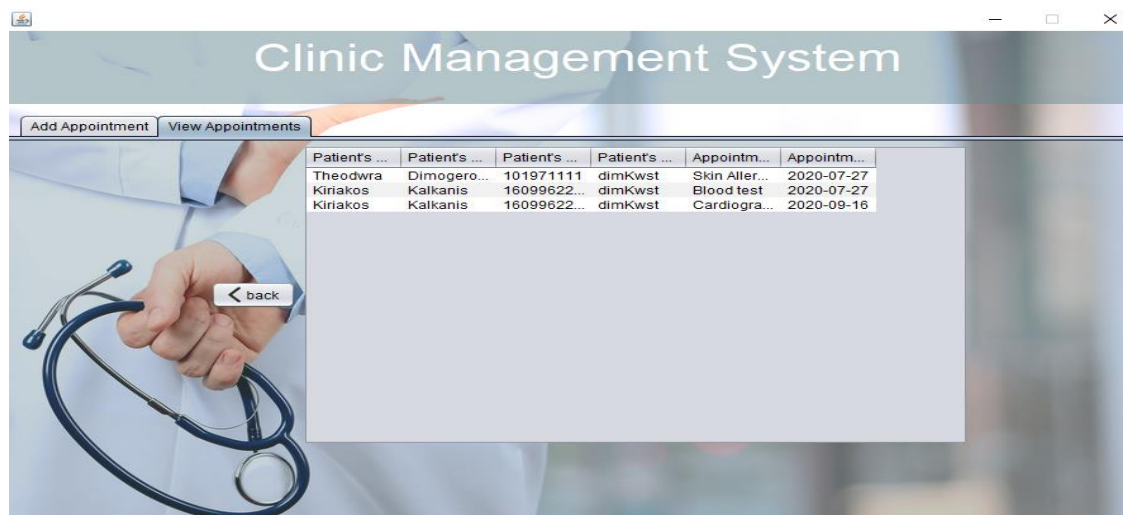 Clinic Management System
Add Appointment View Appointments
Patient's ... Patient's ... Patient's ... Patient's ... Appointm... Appointm...
Theodwra Dimogero... 101971111 dimKwst Skin Aller... 2020-07-27
Kiriakos Kalkanis 16099622... dimKwst Blood test 2020-07-27
Kiriakos Kalkanis 16099622... dimKwst Cardiogra... 2020-09-16
back